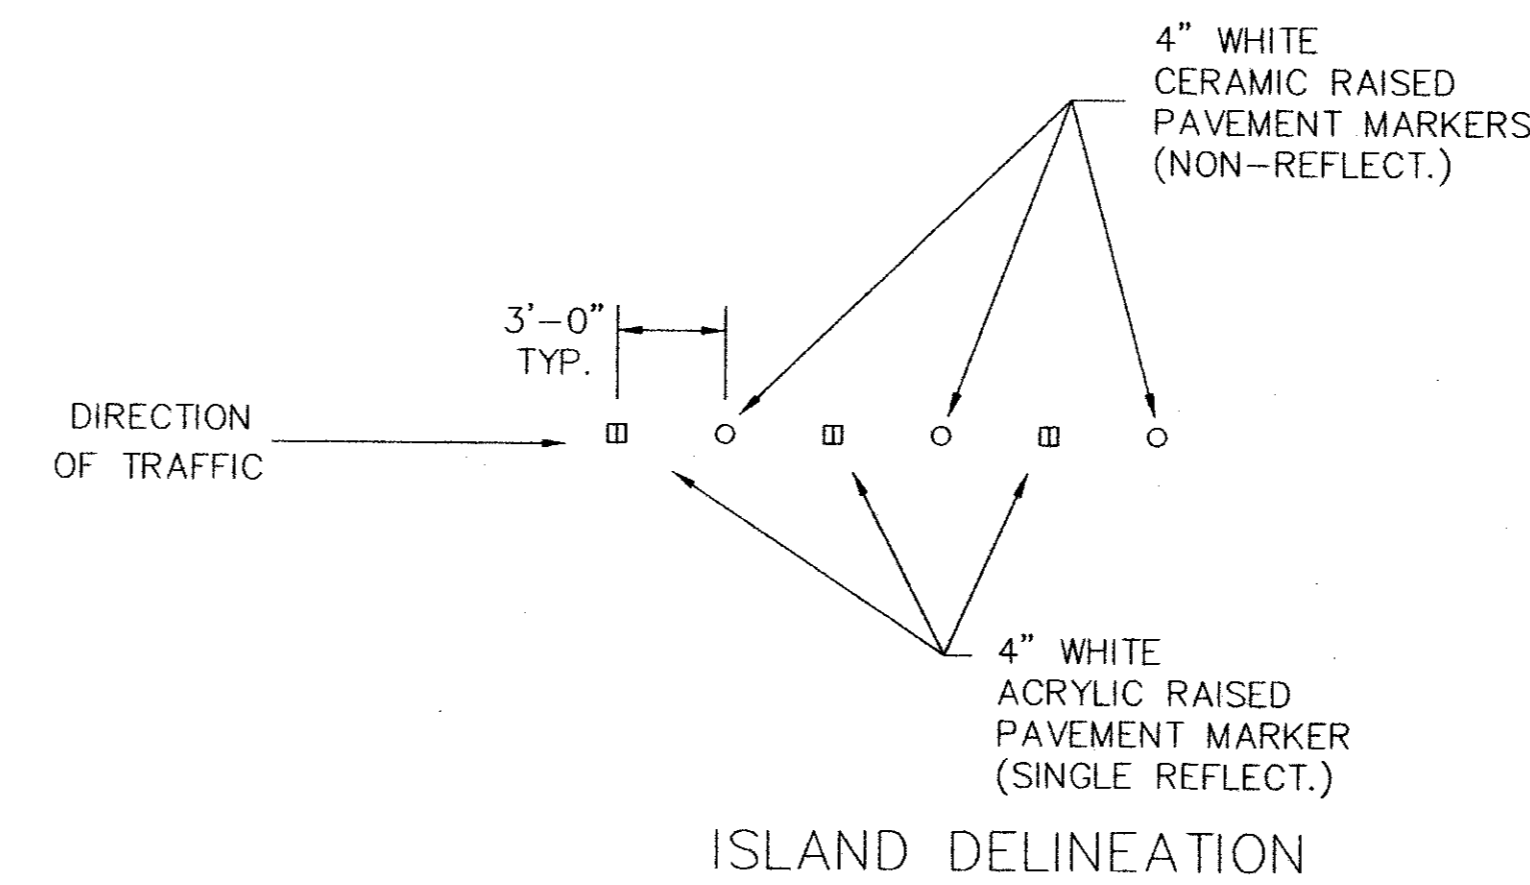 4" WHITE
CERAMIC RAISED
PAVEMENT MARKERS
(NON-REFLECT.)
3'-0"
TYP.
DIRECTION
OF TRAFFIC
4" WHITE
ACRYLIC RAISED
PAVEMENT MARKER
(SINGLE REFLECT.)
ISLAND DELINEATION